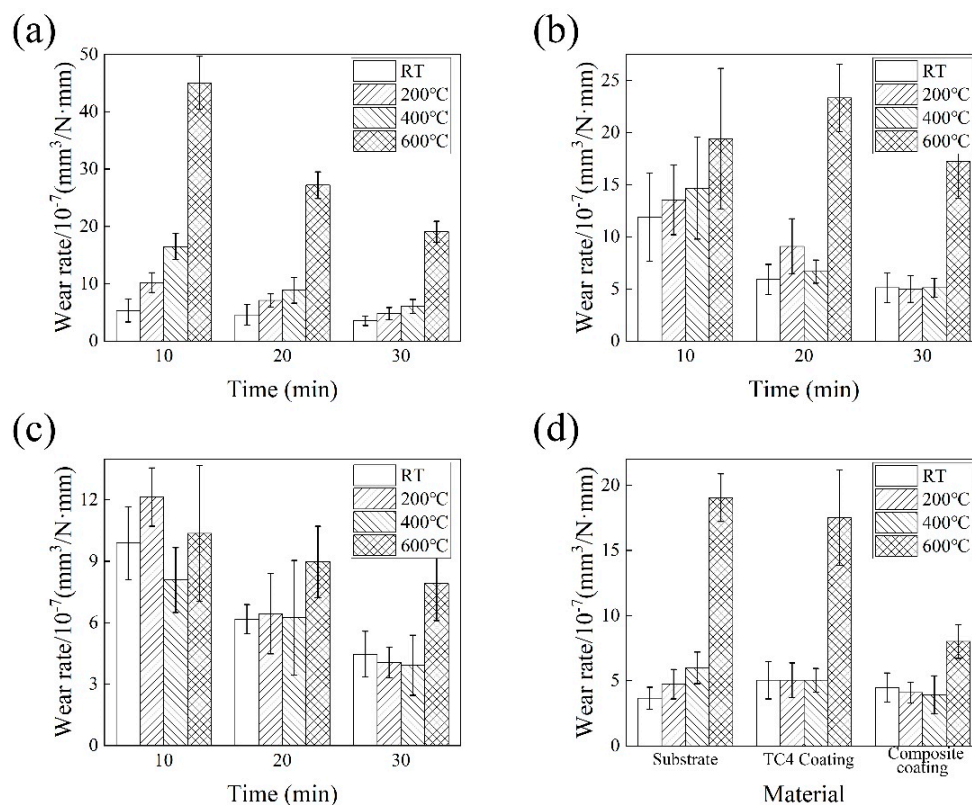 (a)
Wear rate/10⁻⁷(mm³/N·mm)
50
40
30
20
10
0
RT
200℃
400℃
600℃
10
20
30
Time (min)
(b)
Wear rate/10⁻⁷(mm³/N·mm)
25
20
15
10
5
0
RT
200℃
400℃
600℃
10
20
30
Time (min)
(c)
Wear rate/10⁻⁷(mm³/N·mm)
12
9
6
3
0
RT
200℃
400℃
600℃
10
20
30
Time (min)
(d)
Wear rate/10⁻⁷(mm³/N·mm)
20
15
10
5
0
RT
200℃
400℃
600℃
Substrate
TC4 Coating
Composite
coating
Material